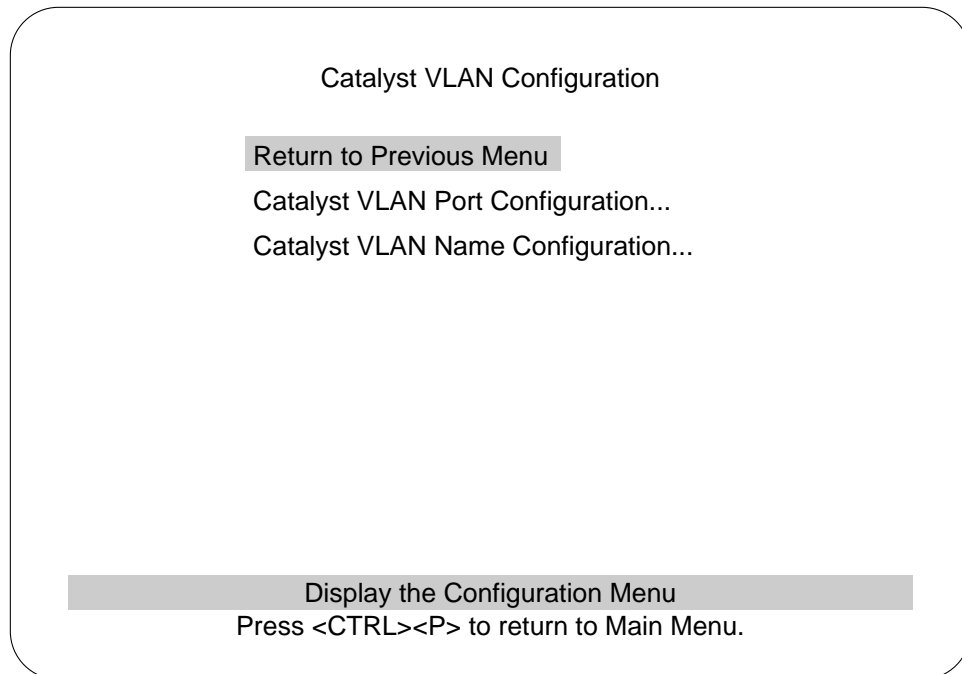 Catalyst VLAN Configuration
Return to Previous Menu
Catalyst VLAN Port Configuration...
Catalyst VLAN Name Configuration...
Display the Configuration Menu
Press <CTRL><P> to return to Main Menu.